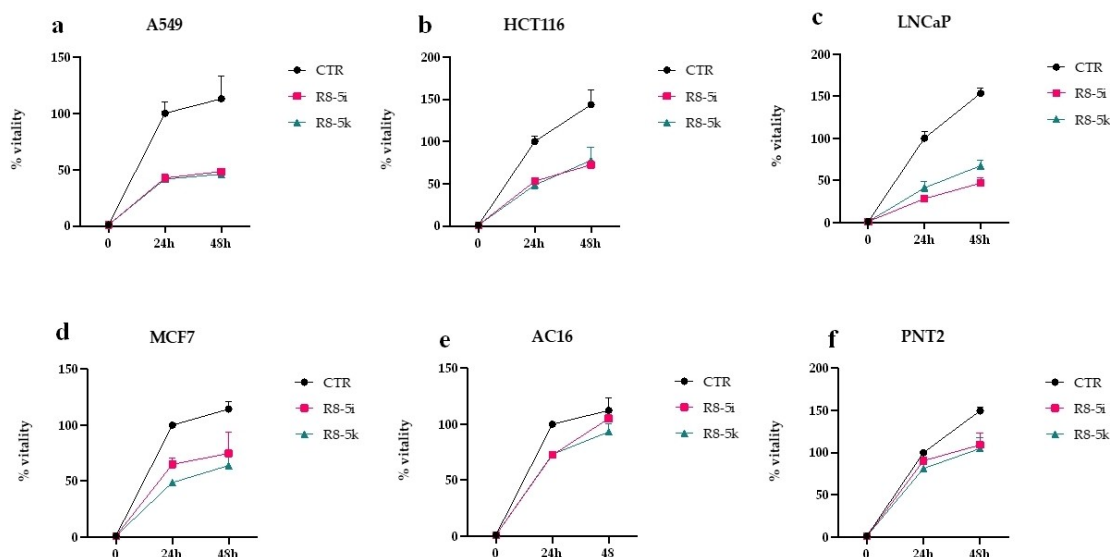 a
A549
150
100
50
0
% vitality
0 24h 48h
CTR
R8-5i
R8-5k
b
HCT116
200
150
100
50
0
% vitality
0 24h 48h
CTR
R8-5i
R8-5k
c
LNCaP
200
150
100
50
0
% vitality
0 24h 48h
CTR
R8-5i
R8-5k
d
MCF7
150
100
50
0
% vitality
0 24h 48h
CTR
R8-5i
R8-5k
e
AC16
150
100
50
0
% vitality
0 24h 48
CTR
R8-5i
R8-5k
f
PNT2
200
150
100
50
0
% vitality
0 24h 48h
CTR
R8-5i
R8-5k